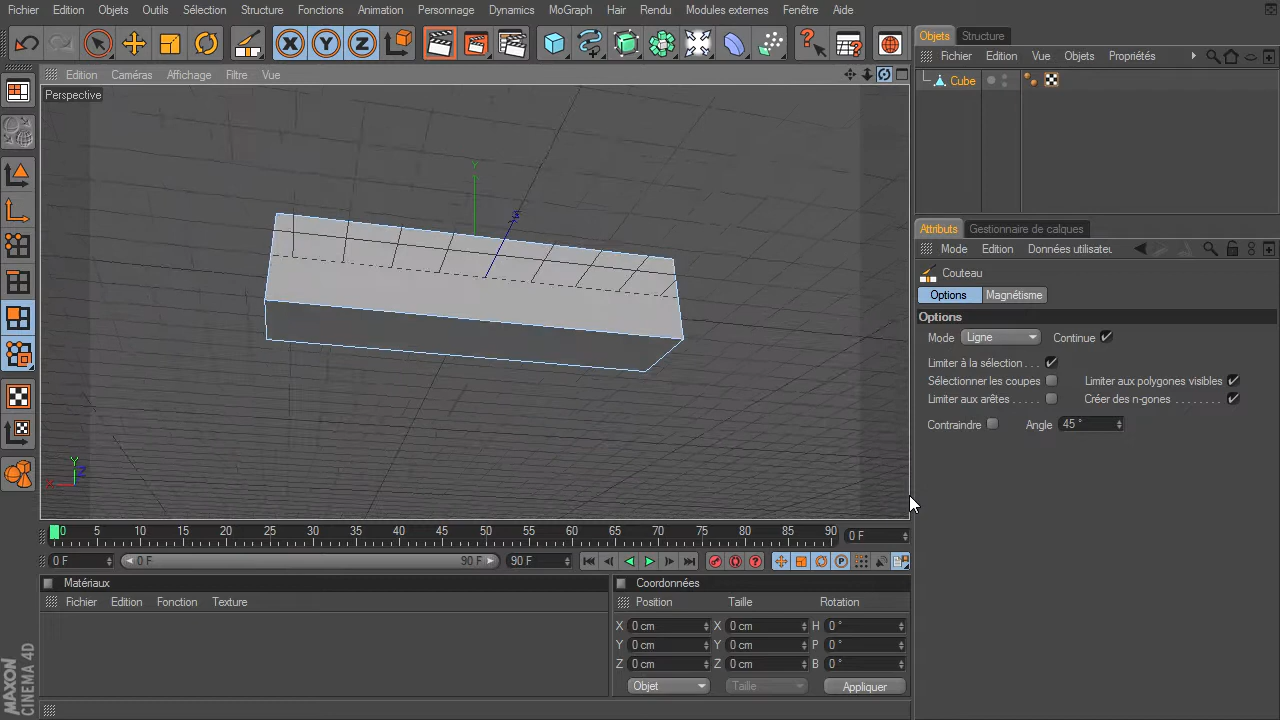 Fichier Edition Objets Outils Sélection Structure Fonctions Animation Personnage Dynamics MoGraph Hair Rendu Modules externes Fenêtre Aide
X Y Z
Edition Caméras Affichage Filtre Vue
Perspective
Y
Z
Y
Z
X
Objets Structure
Fichier Edition Vue Objets Propriétés
Cube
Attributs Gestionnaire de calques
Mode Edition Données utilisateu
Couteau
Options Magnétisme
Options
Mode Ligne Continue
Limiter à la sélection . . .
Sélectionner les coupes Limiter aux polygones visibles
Limiter aux arêtes . . . . . Créer des n-gones . . . . . . . .
Contraindre Angle 45 °
0 5 10 15 20 25 30 35 40 45 50 55 60 65 70 75 80 85 90 0 F
0 F 0 F 90 F 90 F
P
Matériaux
Fichier Edition Fonction Texture
Coordonnées
Position Taille Rotation
X 0 cm X 0 cm H 0 °
Y 0 cm Y 0 cm P 0 °
Z 0 cm Z 0 cm B 0 °
Objet Taille Appliquer
MAXON
CINEMA 4D